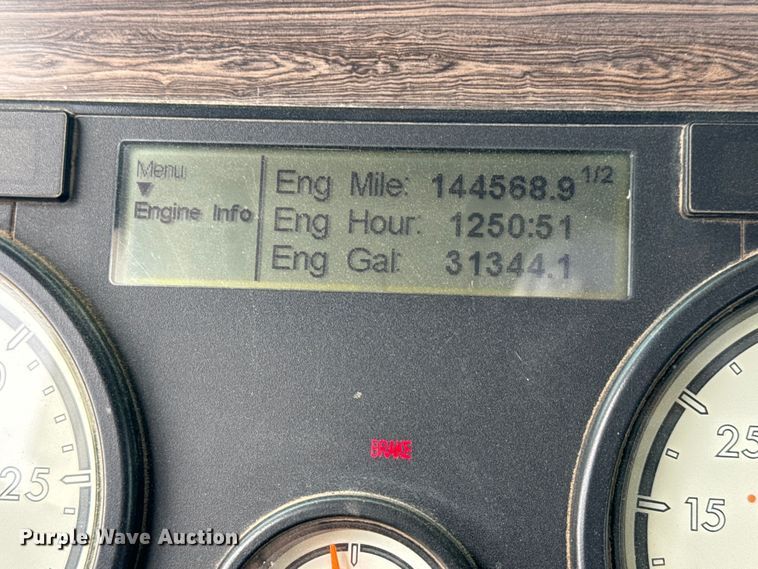 Menu
Engine Info
Eng Mile: 144568.9 1/2
Eng Hour: 1250:51
Eng Gal: 31344.1
BRAKE
25
25
15
Purple Wave Auction